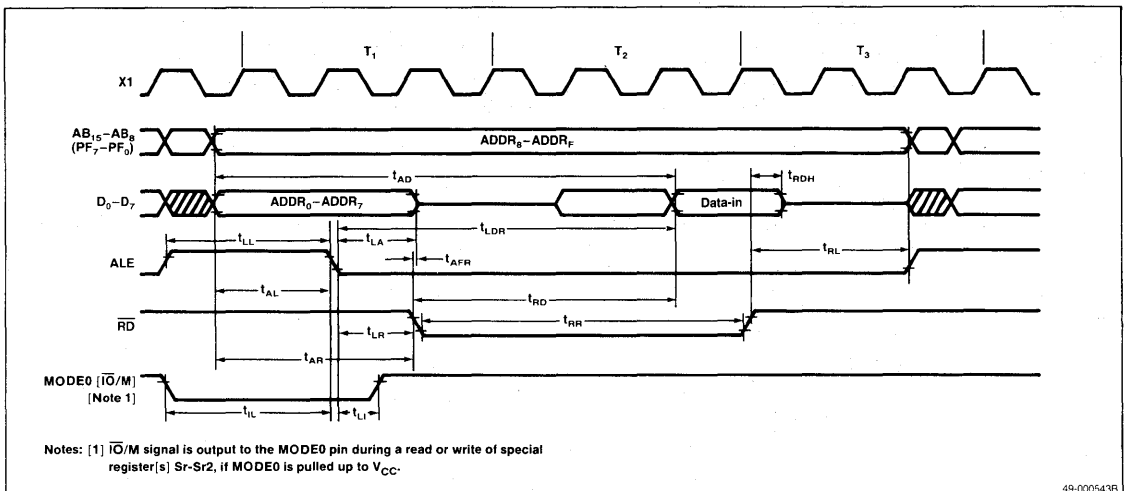 T1 T2 T3
X1
AB15–AB8
(PF7–PF0)
ADDR8–ADDRF
tAD
tRDH
D0–D7
ADDR0–ADDR7
Data-in
tLL
tLA
tLDR
tAFR
tRL
ALE
tAL
tRD
RD
tRR
tLR
tAR
MODE0 [IO/M]
[Note 1]
tIL
tLI
Notes: [1] IO/M signal is output to the MODE0 pin during a read or write of special
register[s] Sr-Sr2, if MODE0 is pulled up to VCC.
49-000543B